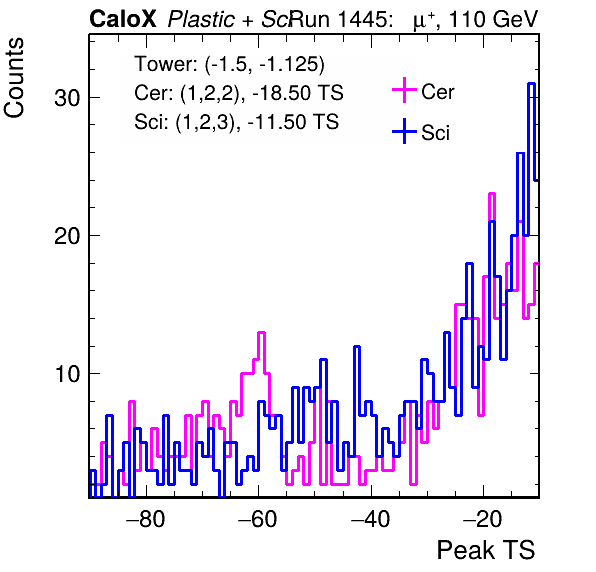 CaloX Plastic + Sci Run 1445: μ⁺, 110 GeV
Counts
Tower: (-1.5, -1.125)
Cer: (1,2,2), -18.50 TS
Sci: (1,2,3), -11.50 TS
Cer
Sci
30
20
10
−80 −60 −40 −20
Peak TS